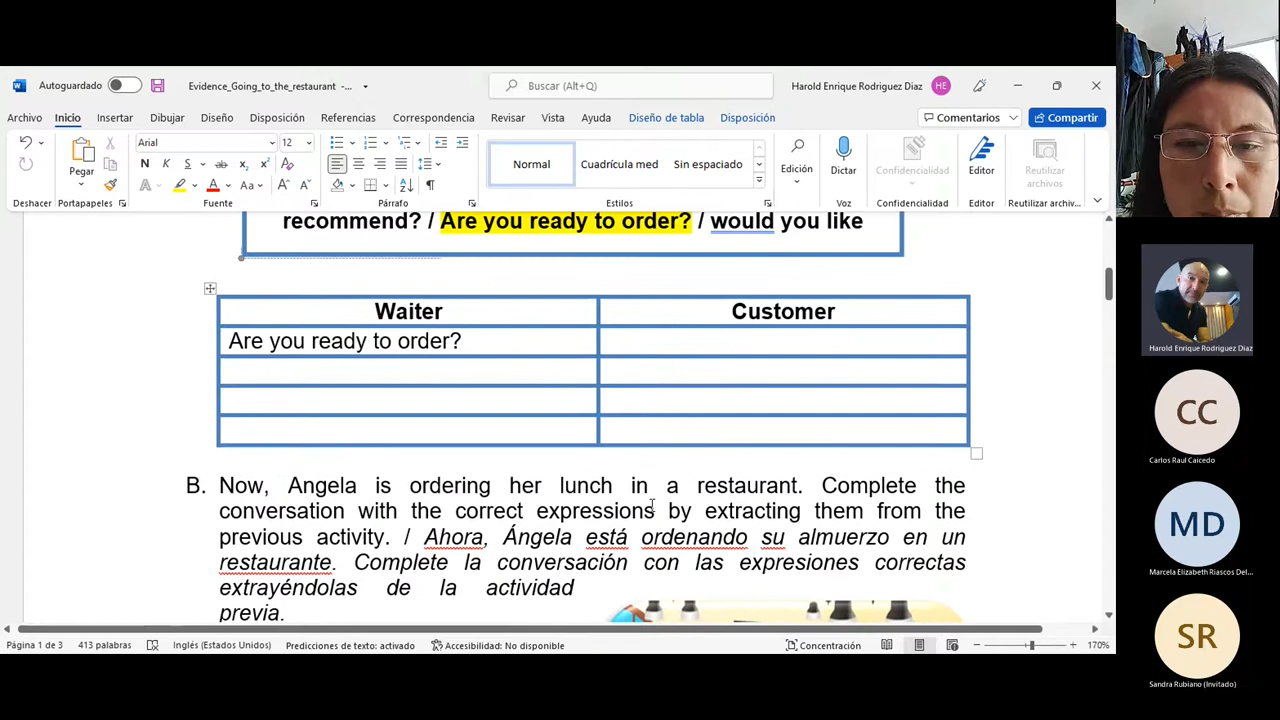 Autoguardado
Evidence_Going_to_the_restaurant -...
Buscar (Alt+Q)
Harold Enrique Rodriguez Diaz
HE
Archivo Inicio Insertar Dibujar Diseño Disposición Referencias Correspondencia Revisar Vista Ayuda Diseño de tabla Disposición
Comentarios
Compartir
Arial
12
Pegar
Normal
Cuadrícula med
Sin espaciado
Edición
Dictar
Confidencialidad
Editor
Reutilizar archivos
Deshacer
Portapapeles
Fuente
Párrafo
Estilos
Voz
Confidencialidad
Editor
Reutilizar archiv...
recommend? / Are you ready to order? / would you like
Waiter Customer
Are you ready to order?
B. Now, Angela is ordering her lunch in a restaurant. Complete the
conversation with the correct expressions by extracting them from the
previous activity. / Ahora, Ángela está ordenando su almuerzo en un
restaurante. Complete la conversación con las expresiones correctas
extrayéndolas de la actividad
previa.
Página 1 de 3
413 palabras
Inglés (Estados Unidos)
Predicciones de texto: activado
Accesibilidad: No disponible
Concentración
170%
Harold Enrique Rodriguez Diaz
CC
Carlos Raul Caicedo
MD
Marcela Elizabeth Riascos Del...
SR
Sandra Rubiano (Invitado)